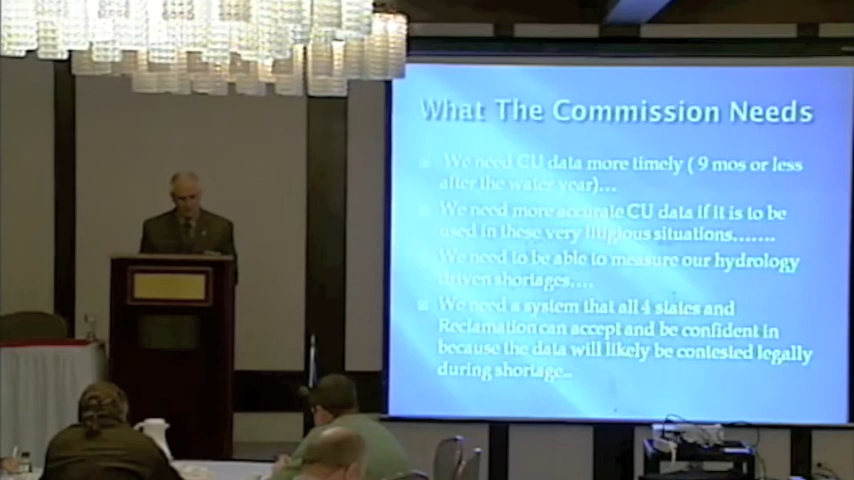 What The Commission Needs
We need CU data more timely ( 9 mos or less
after the water year)...
We need more accurate CU data if it is to be
used in these very litigious situations.......
We need to be able to measure our hydrology
driven shortages....
We need a system that all 4 states and
Reclamation can accept and be confident in
because the data will likely be contested legally
during shortage..